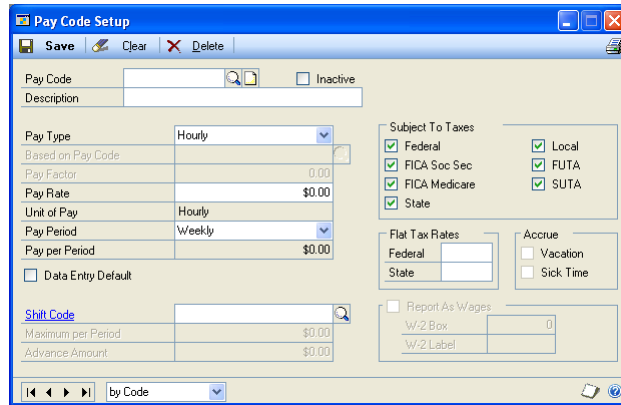 Pay Code Setup
Save Clear Delete
Pay Code Inactive
Description
Pay Type Hourly
Based on Pay Code
Pay Factor 0.00
Pay Rate $0.00
Unit of Pay Hourly
Pay Period Weekly
Pay per Period $0.00
Data Entry Default
Shift Code
Maximum per Period $0.00
Advance Amount $0.00
Subject To Taxes
Federal Local
FICA Soc Sec FUTA
FICA Medicare SUTA
State
Flat Tax Rates
Federal
State
Accrue
Vacation
Sick Time
Report As Wages
W-2 Box 0
W-2 Label
by Code